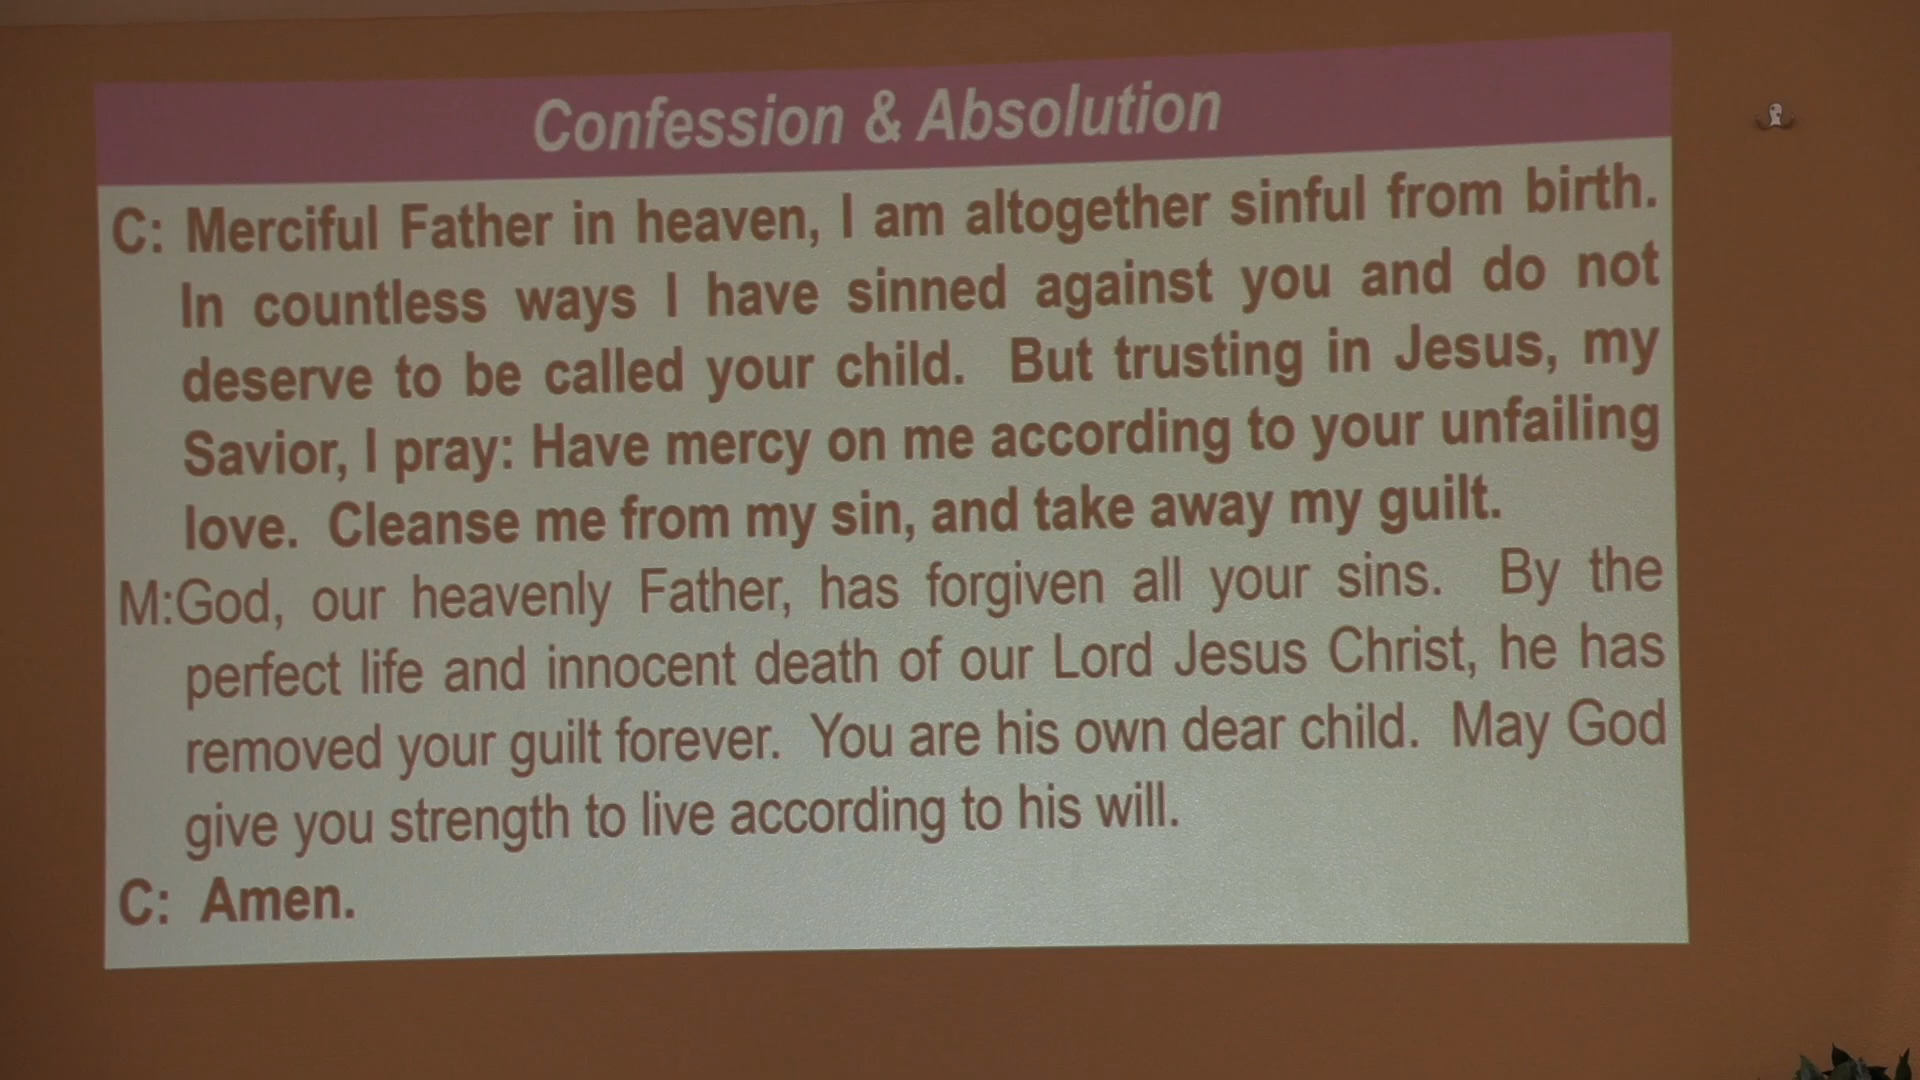 Confession & Absolution
C: Merciful Father in heaven, I am altogether sinful from birth.
In countless ways I have sinned against you and do not
deserve to be called your child. But trusting in Jesus, my
Savior, I pray: Have mercy on me according to your unfailing
love. Cleanse me from my sin, and take away my guilt.
M:God, our heavenly Father, has forgiven all your sins. By the
perfect life and innocent death of our Lord Jesus Christ, he has
removed your guilt forever. You are his own dear child. May God
give you strength to live according to his will.
C: Amen.